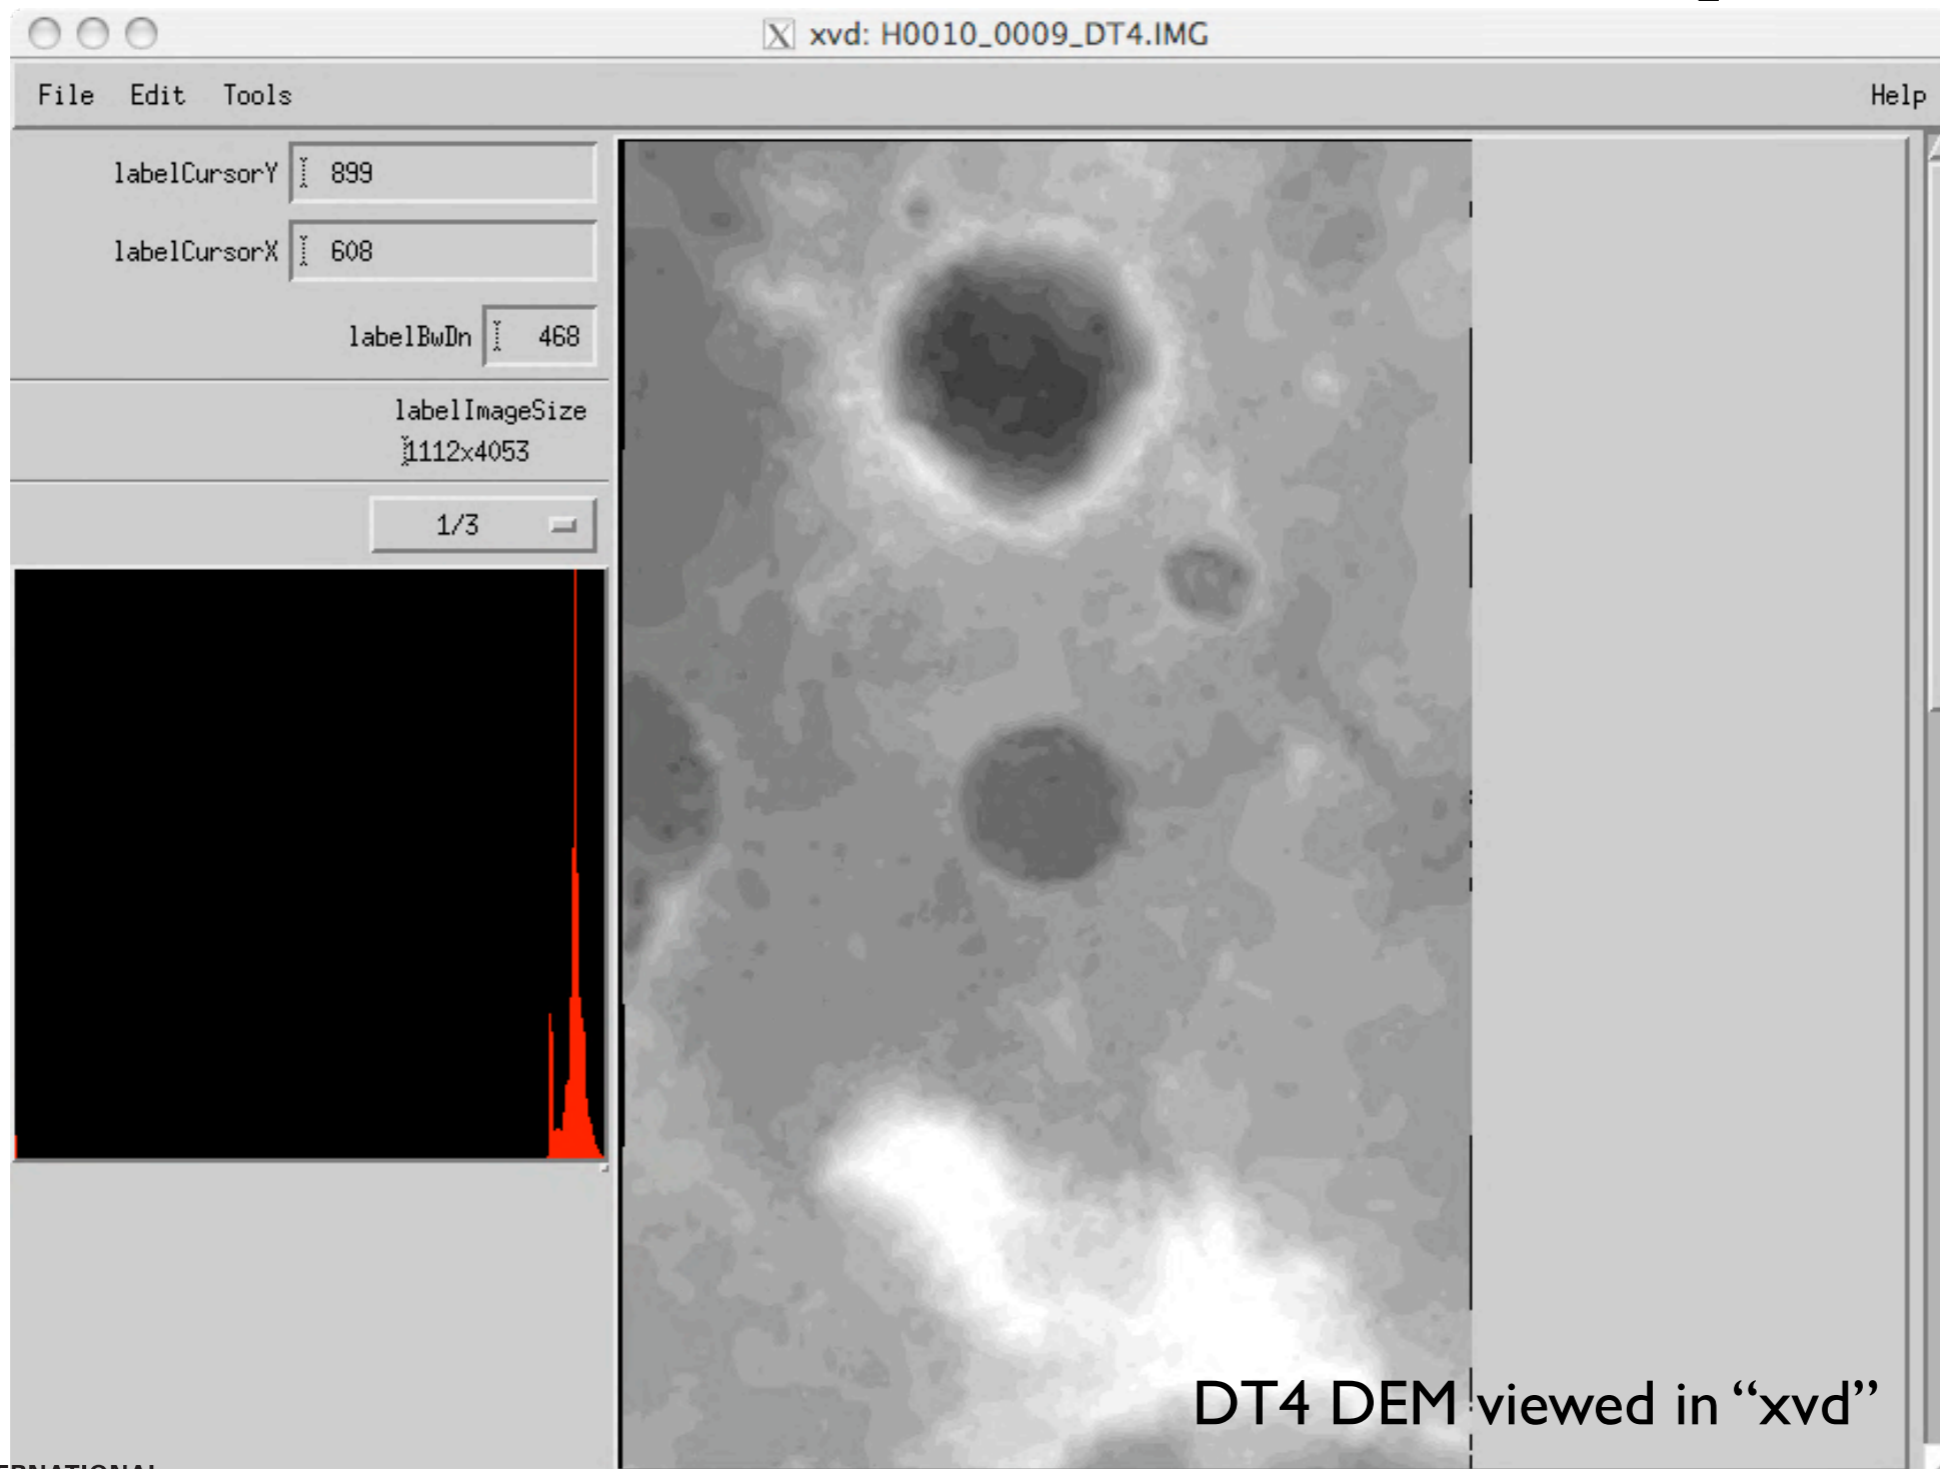 xvd: H0010_0009_DT4.IMG
File Edit Tools Help
labelCursorY 899
labelCursorX 608
labelBwDn 468
labelImageSize
1112x4053
1/3
DT4 DEM viewed in “xvd”